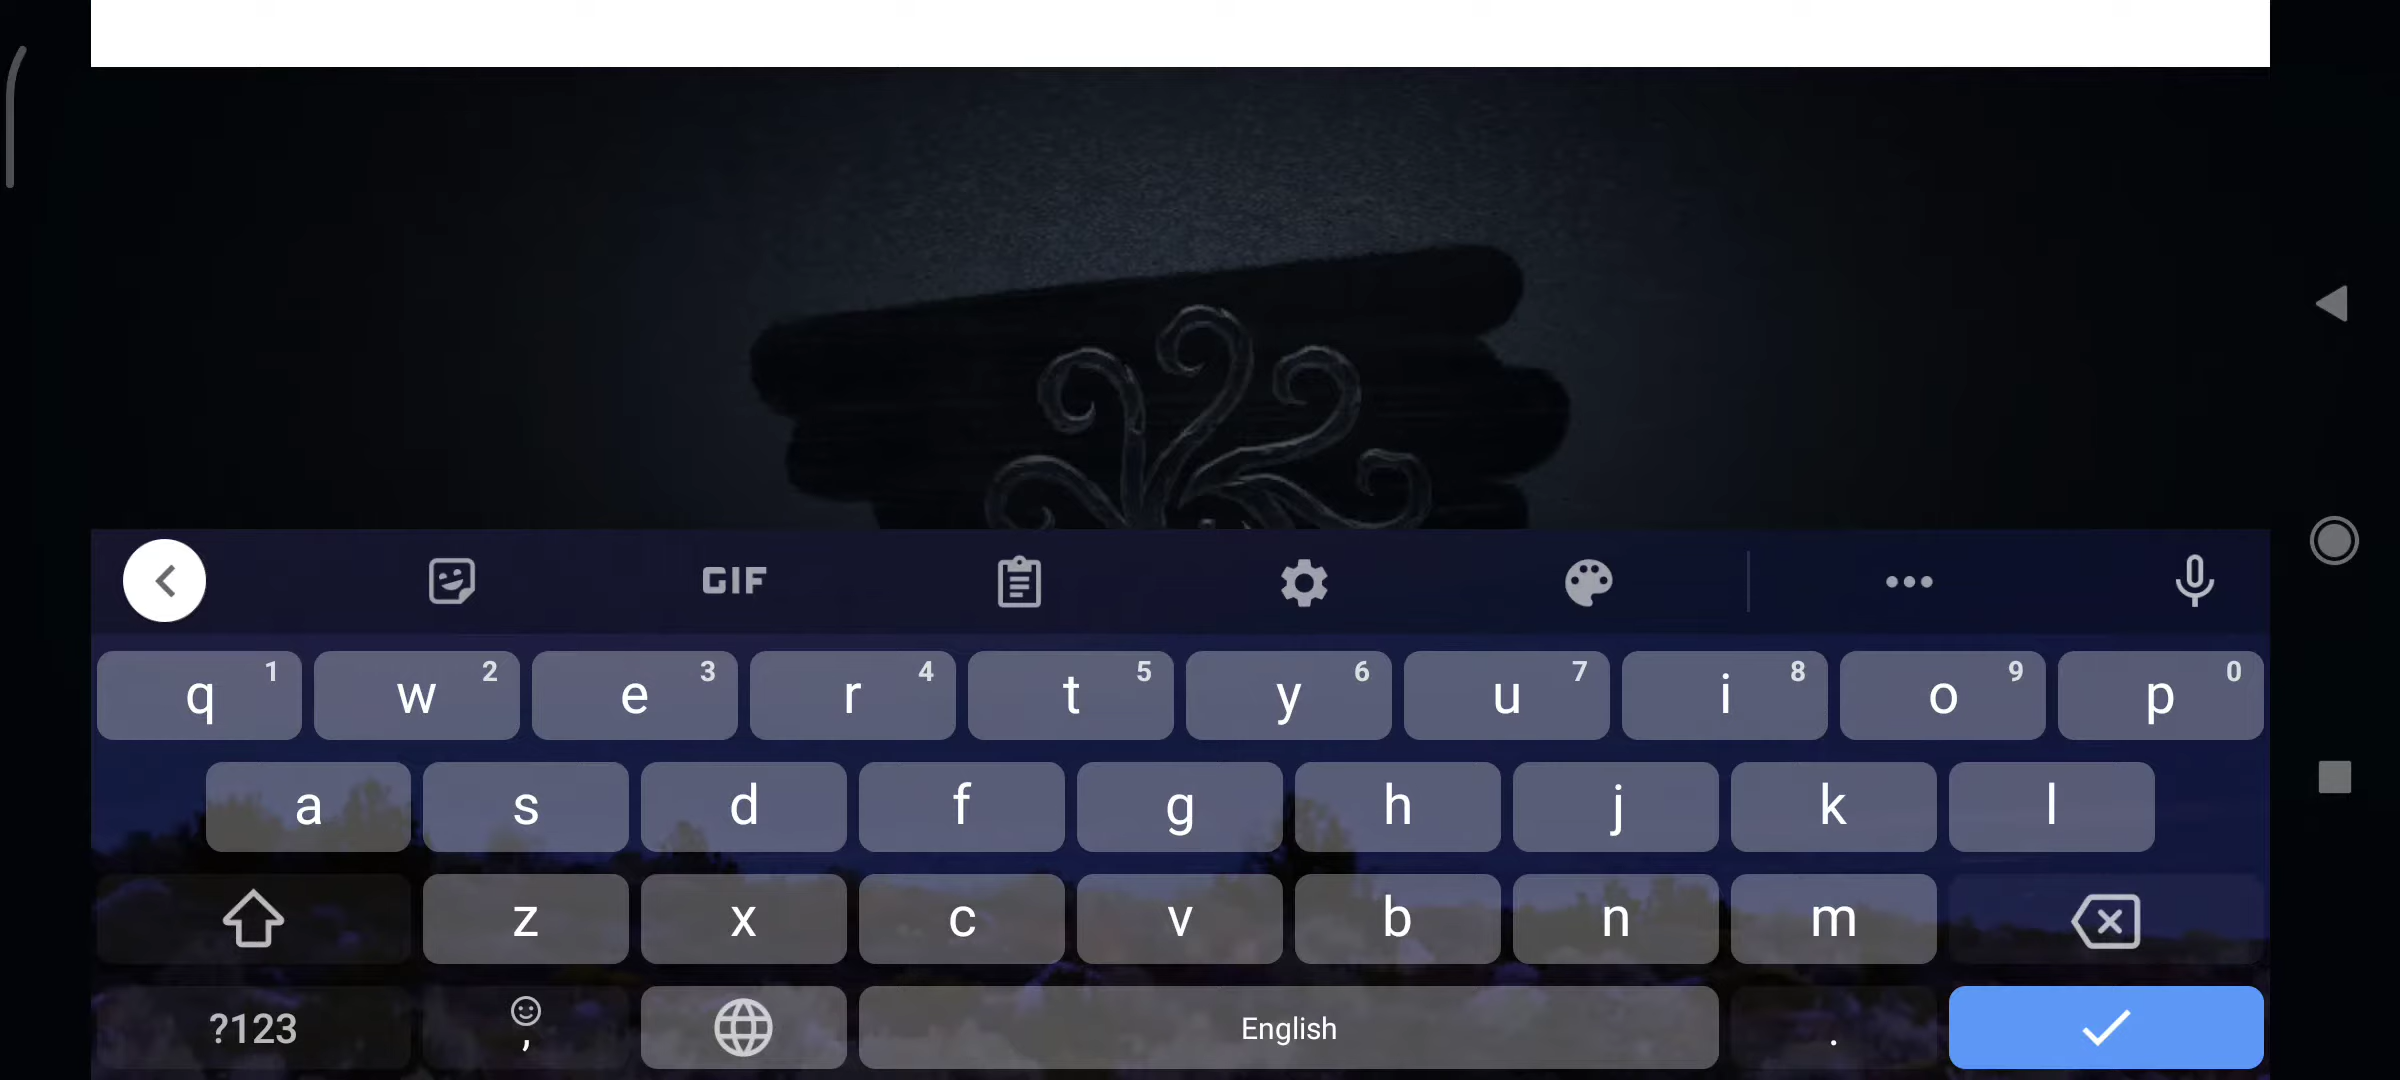 GIF
q 1 w 2 e 3 r 4 t 5 y 6 u 7 i 8 o 9 p 0
a s d f g h j k l
z x c v b n m
?123 , English .